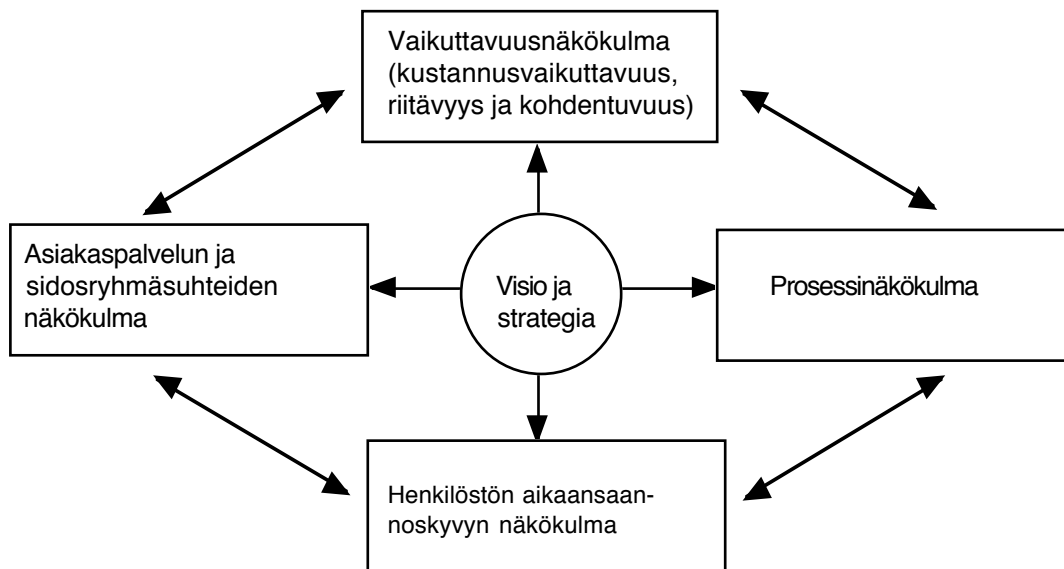 Vaikuttavuusnäkökulma
(kustannusvaikuttavuus,
riitävyys ja kohdentuvuus)
Asiakaspalvelun ja
sidosryhmäsuhteiden
näkökulma
Visio ja
strategia
Prosessinäkökulma
Henkilöstön aikaansaan-
noskyvyn näkökulma